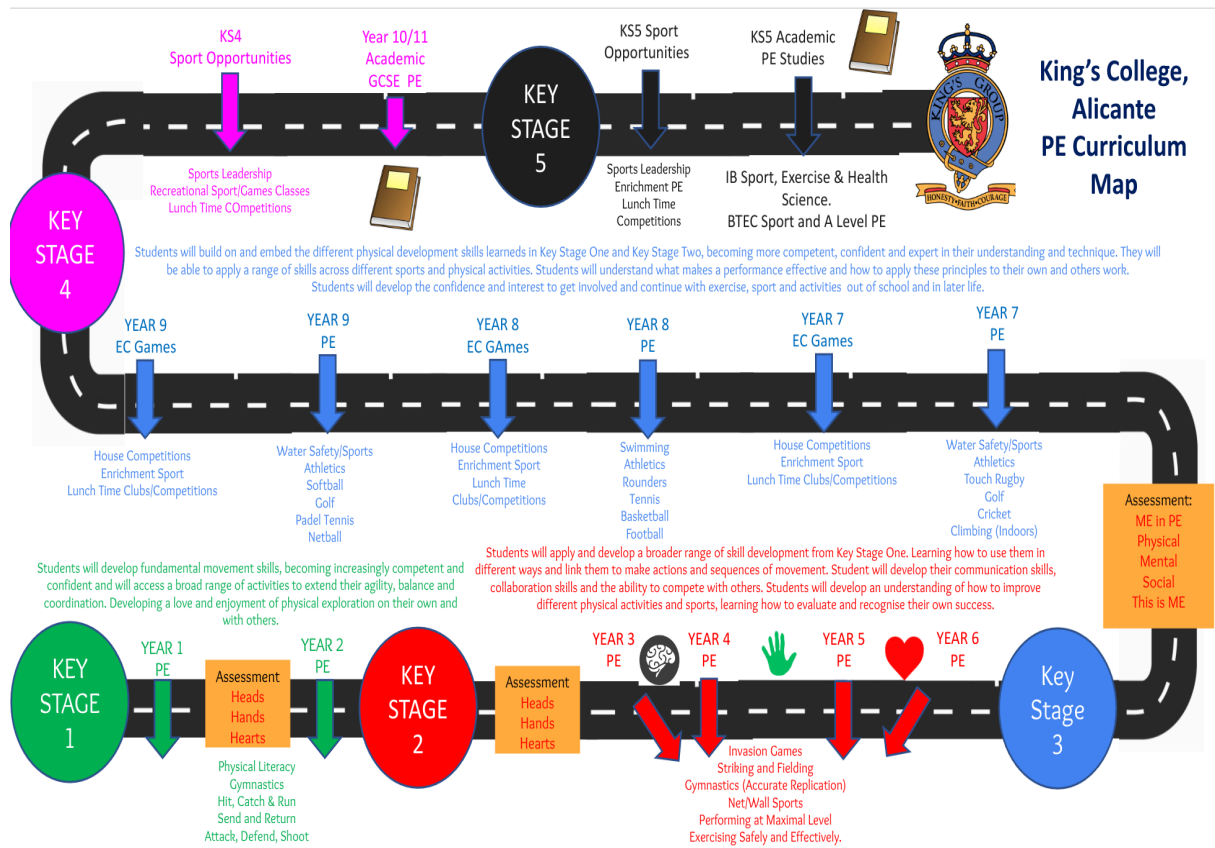 King's College,
Alicante
PE Curriculum
Map
KING'S GROUP
HONESTY•FAITH•COURAGE
KS4
Sport Opportunities
Year 10/11
Academic
GCSE PE
KEY
STAGE
5
KS5 Sport
Opportunities
KS5 Academic
PE Studies
Sports Leadership
Recreational Sport/Games Classes
Lunch Time COmpetitions
Sports Leadership
Enrichment PE
Lunch Time
Competitions
IB Sport, Exercise & Health
Science.
BTEC Sport and A Level PE
KEY
STAGE
4
Students will build on and embed the different physical development skills learneds in Key Stage One and Key Stage Two, becoming more competent, confident and expert in their understanding and technique. They will
be able to apply a range of skills across different sports and physical activities. Students will understand what makes a performance effective and how to apply these principles to their own and others work.
Students will develop the confidence and interest to get involved and continue with exercise, sport and activities out of school and in later life.
YEAR 9
EC Games
YEAR 9
PE
YEAR 8
EC GAmes
YEAR 8
PE
YEAR 7
EC Games
YEAR 7
PE
House Competitions
Enrichment Sport
Lunch Time Clubs/Competitions
Water Safety/Sports
Athletics
Softball
Golf
Padel Tennis
Netball
House Competitions
Enrichment Sport
Lunch Time
Clubs/Competitions
Swimming
Athletics
Rounders
Tennis
Basketball
Football
House Competitions
Enrichment Sport
Lunch Time Clubs/Competitions
Water Safety/Sports
Athletics
Touch Rugby
Golf
Cricket
Climbing (Indoors)
Assessment:
ME in PE
Physical
Mental
Social
This is ME
Students will develop fundamental movement skills, becoming increasingly competent and
confident and will access a broad range of activities to extend their agility, balance and
coordination. Developing a love and enjoyment of physical exploration on their own and
with others.
Students will apply and develop a broader range of skill development from Key Stage One. Learning how to use them in
different ways and link them to make actions and sequences of movement. Student will develop their communication skills,
collaboration skills and the ability to compete with others. Students will develop an understanding of how to improve
different physical activities and sports, learning how to evaluate and recognise their own success.
KEY
STAGE
1
YEAR 1
PE
Assessment
Heads
Hands
Hearts
YEAR 2
PE
KEY
STAGE
2
Assessment
Heads
Hands
Hearts
YEAR 3
PE
YEAR 4
PE
YEAR 5
PE
YEAR 6
PE
Key
Stage
3
Physical Literacy
Gymnastics
Hit, Catch & Run
Send and Return
Attack, Defend, Shoot
Invasion Games
Striking and Fielding
Gymnastics (Accurate Replication)
Net/Wall Sports
Performing at Maximal Level
Exercising Safely and Effectively.